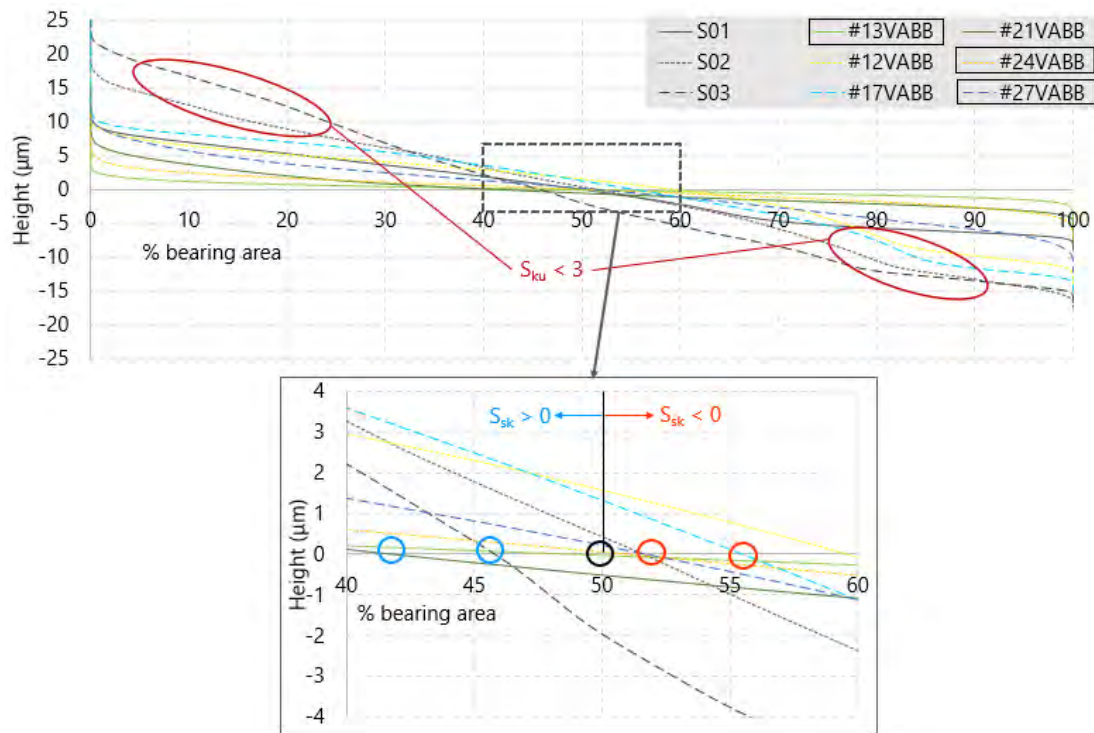 25
20
15
10
5
0
-5
-10
-15
-20
-25
Height (µm)
S01
#13VABB
#21VABB
S02
#12VABB
#24VABB
S03
#17VABB
#27VABB
0 10 20 30 40 50 60 70 80 90 100
% bearing area
Sku < 3
4
3
2
1
0
-1
-2
-3
-4
Height (µm)
Ssk > 0
Ssk < 0
40 45 50 55 60
% bearing area